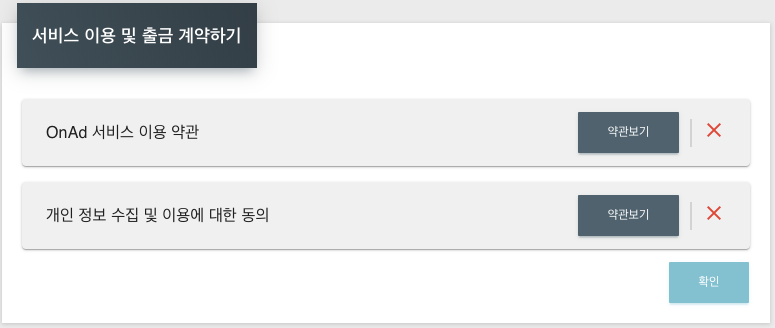 서비스 이용 및 출금 계약하기
OnAd 서비스 이용 약관
약관보기
개인 정보 수집 및 이용에 대한 동의
약관보기
확인